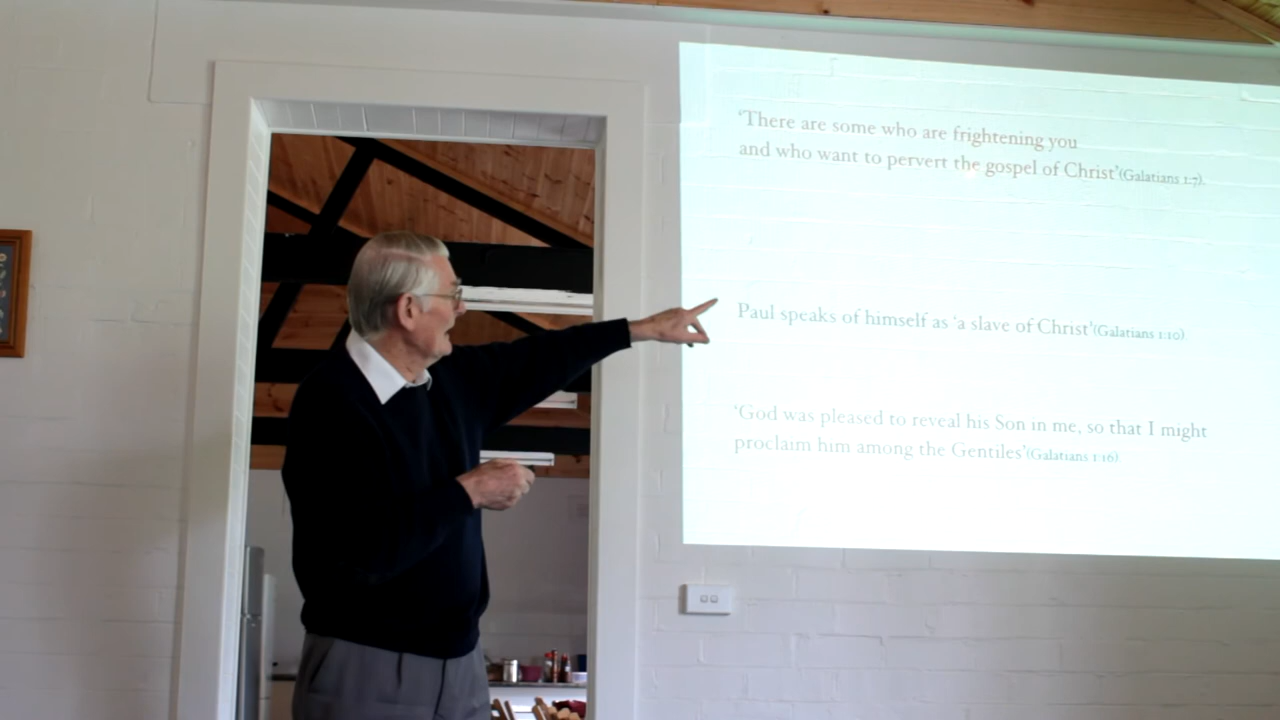 ‘There are some who are frightening you
and who want to pervert the gospel of Christ’(Galatians 1:7).
Paul speaks of himself as ‘a slave of Christ’(Galatians 1:10).
‘God was pleased to reveal his Son in me, so that I might
proclaim him among the Gentiles’(Galatians 1:16).